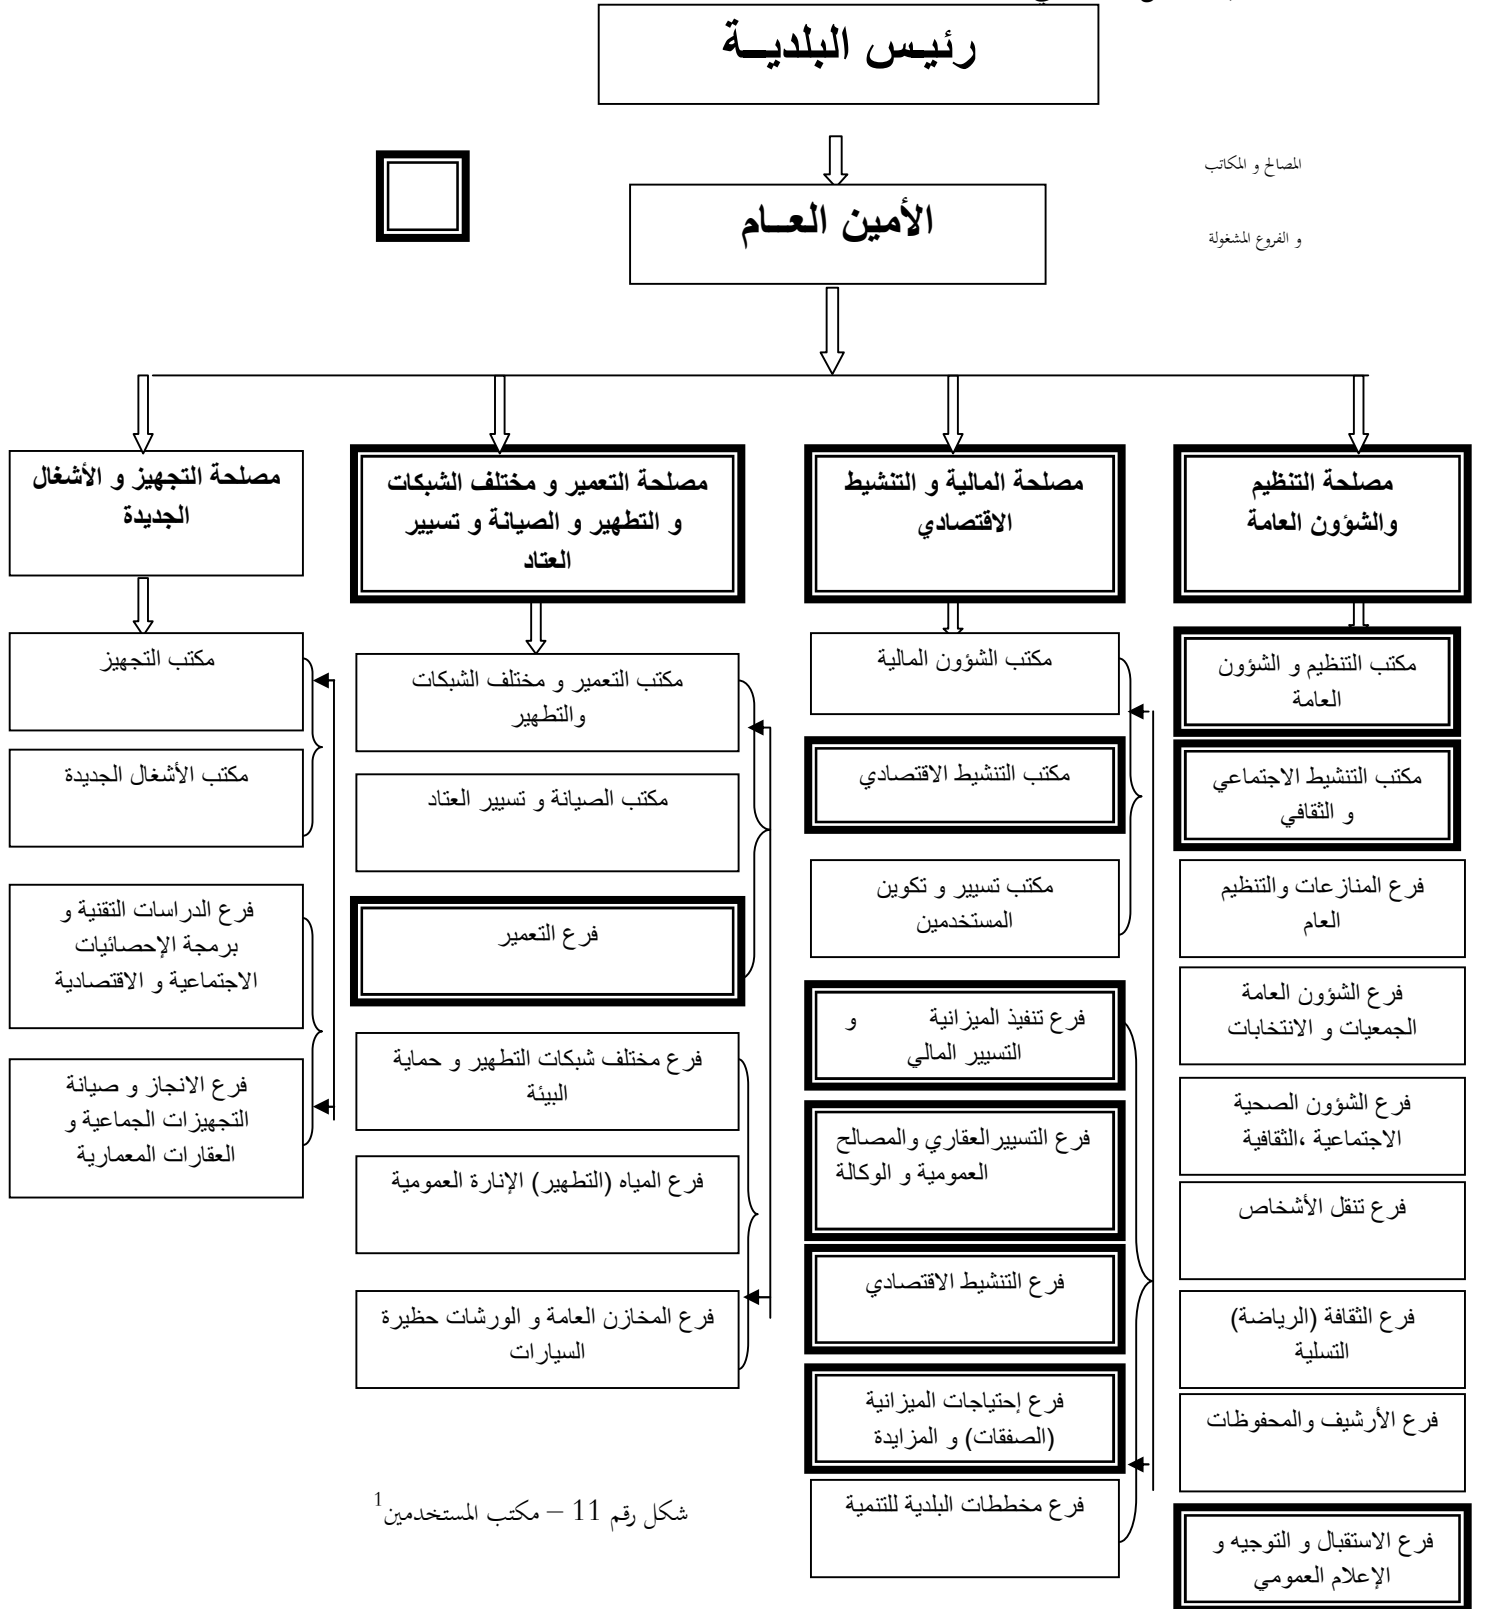 رئيس البلدية
المصالح و المكاتب
و الفروع المشغولة
الأمين العام
مصلحة التنظيم
والشؤون العامة
مصلحة المالية و التنشيط
الاقتصادي
مصلحة التعمير و مختلف الشبكات
و التطهير و الصيانة و تسيير
العتاد
مصلحة التجهيز و الأشغال
الجديدة
مكتب التنظيم و الشؤون
العامة
مكتب التنشيط الاجتماعي
و الثقافي
فرع المنازعات والتنظيم
العام
فرع الشؤون العامة
الجمعيات و الانتخابات
فرع الشؤون الصحية
الاجتماعية ،الثقافية
فرع تنقل الأشخاص
فرع الثقافة (الرياضة)
التسلية
فرع الأرشيف والمحفوظات
فرع الاستقبال و التوجيه و
الإعلام العمومي
مكتب الشؤون المالية
مكتب التنشيط الاقتصادي
مكتب تسيير و تكوين
المستخدمين
فرع تنفيذ الميزانية و
التسيير المالي
فرع التسييرالعقاري والمصالح
العمومية و الوكالة
فرع التنشيط الاقتصادي
فرع إحتياجات الميزانية
(الصفقات) و المزايدة
فرع مخططات البلدية للتنمية
مكتب التعمير و مختلف الشبكات
والتطهير
مكتب الصيانة و تسيير العتاد
فرع التعمير
فرع مختلف شبكات التطهير و حماية
البيئة
فرع المياه (التطهير) الإنارة العمومية
فرع المخازن العامة و الورشات حظيرة
السيارات
مكتب التجهيز
مكتب الأشغال الجديدة
فرع الدراسات التقنية و
برمجة الإحصائيات
الاجتماعية و الاقتصادية
فرع الانجاز و صيانة
التجهيزات الجماعية و
العقارات المعمارية
شكل رقم 11 – مكتب المستخدمين1